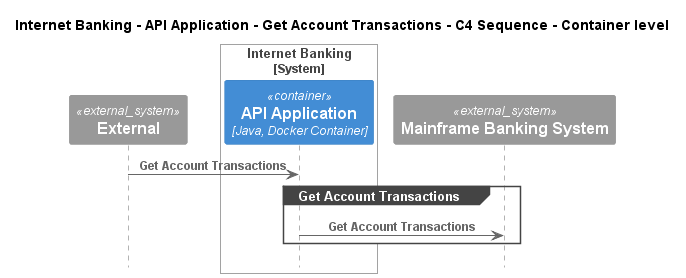 Internet Banking - API Application - Get Account Transactions - C4 Sequence - Container level
Internet Banking
[System]
«external_system»
External
«container»
API Application
[Java, Docker Container]
«external_system»
Mainframe Banking System
Get Account Transactions
Get Account Transactions
Get Account Transactions